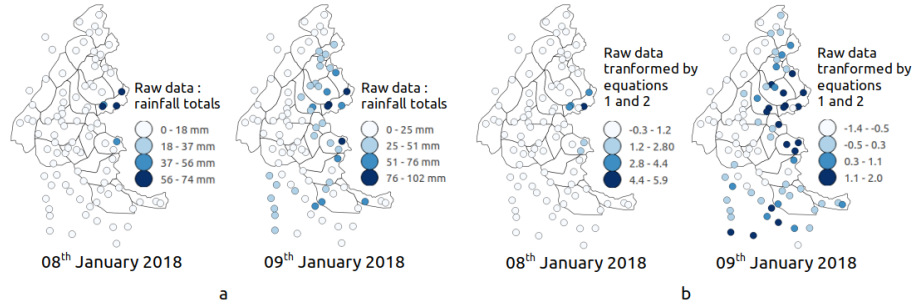 Raw data :
rainfall totals
0 - 18 mm
18 - 37 mm
37 - 56 mm
56 - 74 mm
08th January 2018
Raw data :
rainfall totals
0 - 25 mm
25 - 51 mm
51 - 76 mm
76 - 102 mm
09th January 2018
a
Raw data
tranformed by
equations
1 and 2
-0.3 - 1.2
1.2 - 2.80
2.8 - 4.4
4.4 - 5.9
08th January 2018
Raw data
tranformed by
equations
1 and 2
-1.4 - -0.5
-0.5 - 0.3
0.3 - 1.1
1.1 - 2.0
09th January 2018
b